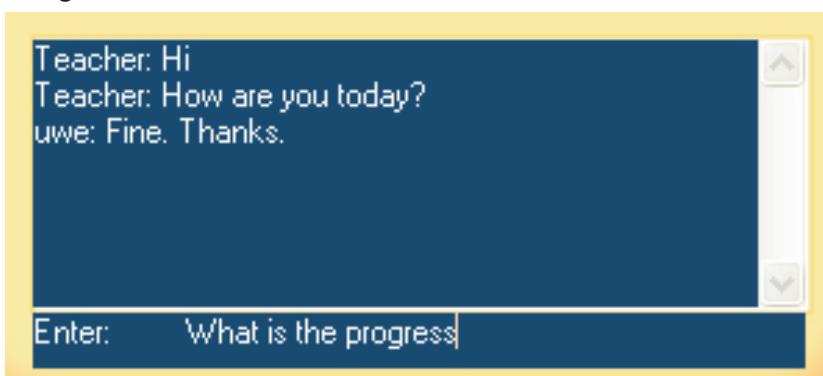 Teacher: Hi
Teacher: How are you today?
uwe: Fine. Thanks.
Enter: What is the progress